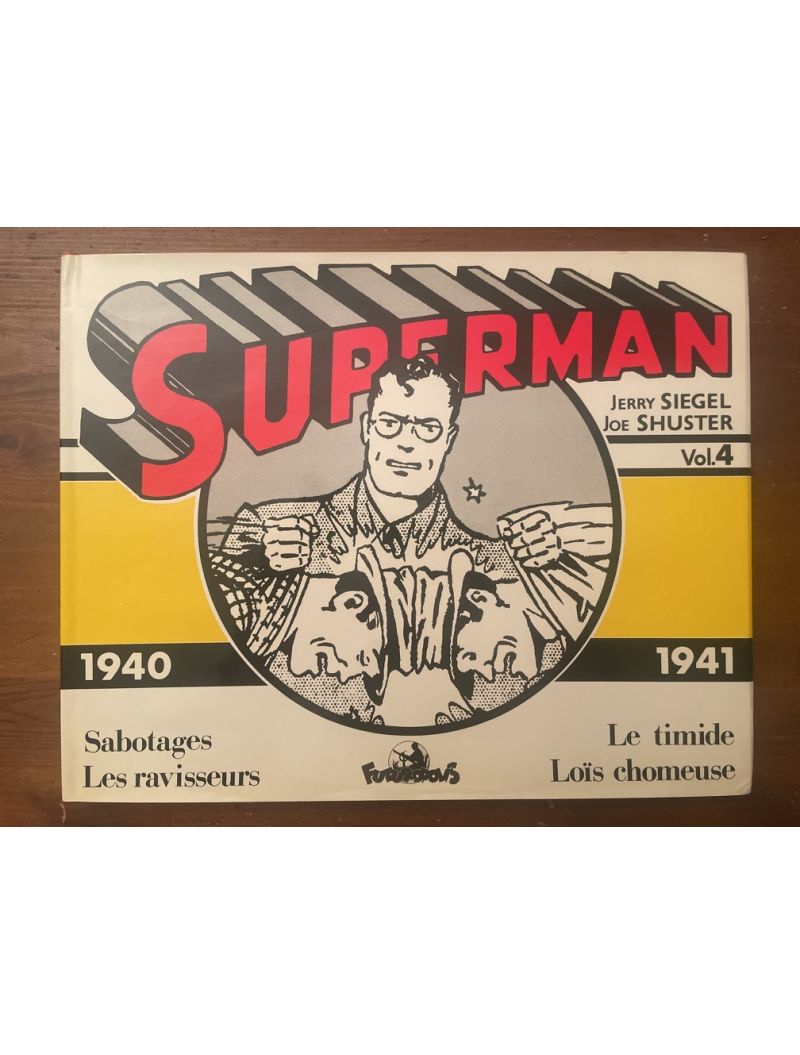 SUPERMAN
JERRY SIEGEL
JOE SHUSTER
Vol.4
1940
1941
Sabotages
Les ravisseurs
Le timide
Loïs chomeuse
FUTUROPOLIS